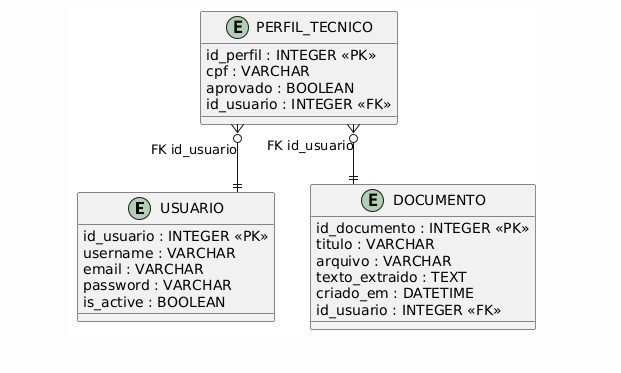 E PERFIL_TECNICO
id_perfil : INTEGER «PK»
cpf : VARCHAR
aprovado : BOOLEAN
id_usuario : INTEGER «FK»
FK id_usuario
FK id_usuario
E USUARIO
id_usuario : INTEGER «PK»
username : VARCHAR
email : VARCHAR
password : VARCHAR
is_active : BOOLEAN
E DOCUMENTO
id_documento : INTEGER «PK»
titulo : VARCHAR
arquivo : VARCHAR
texto_extraido : TEXT
criado_em : DATETIME
id_usuario : INTEGER «FK»